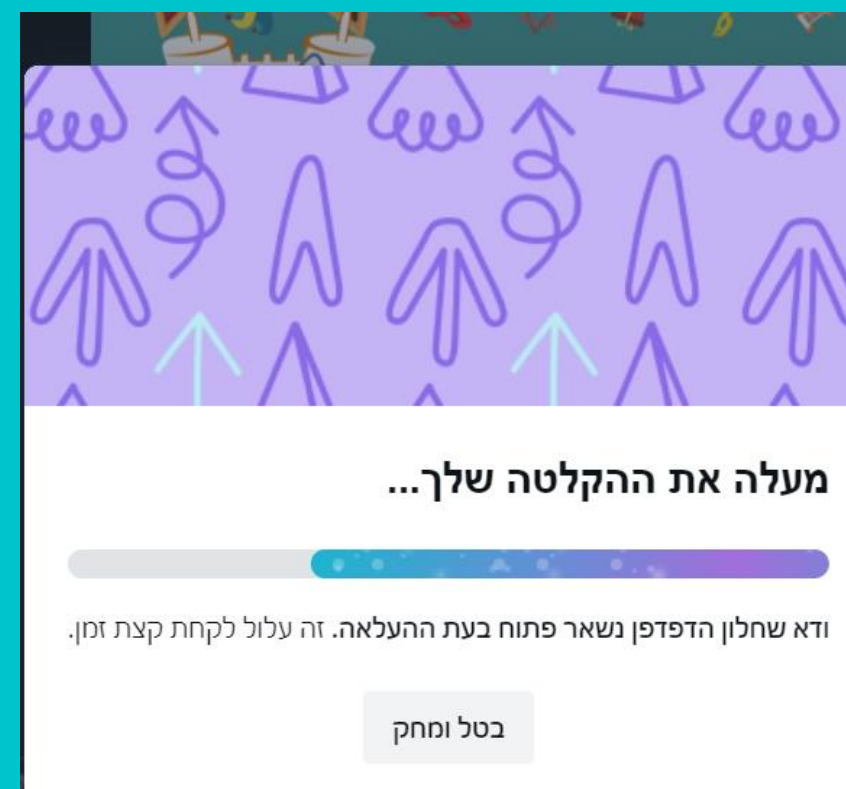 מעלה את ההקלטה שלך...
ודא שחלון הדפדפן נשאר פתוח בעת ההעלאה. זה עלול לקחת קצת זמן.
בטל ומחק